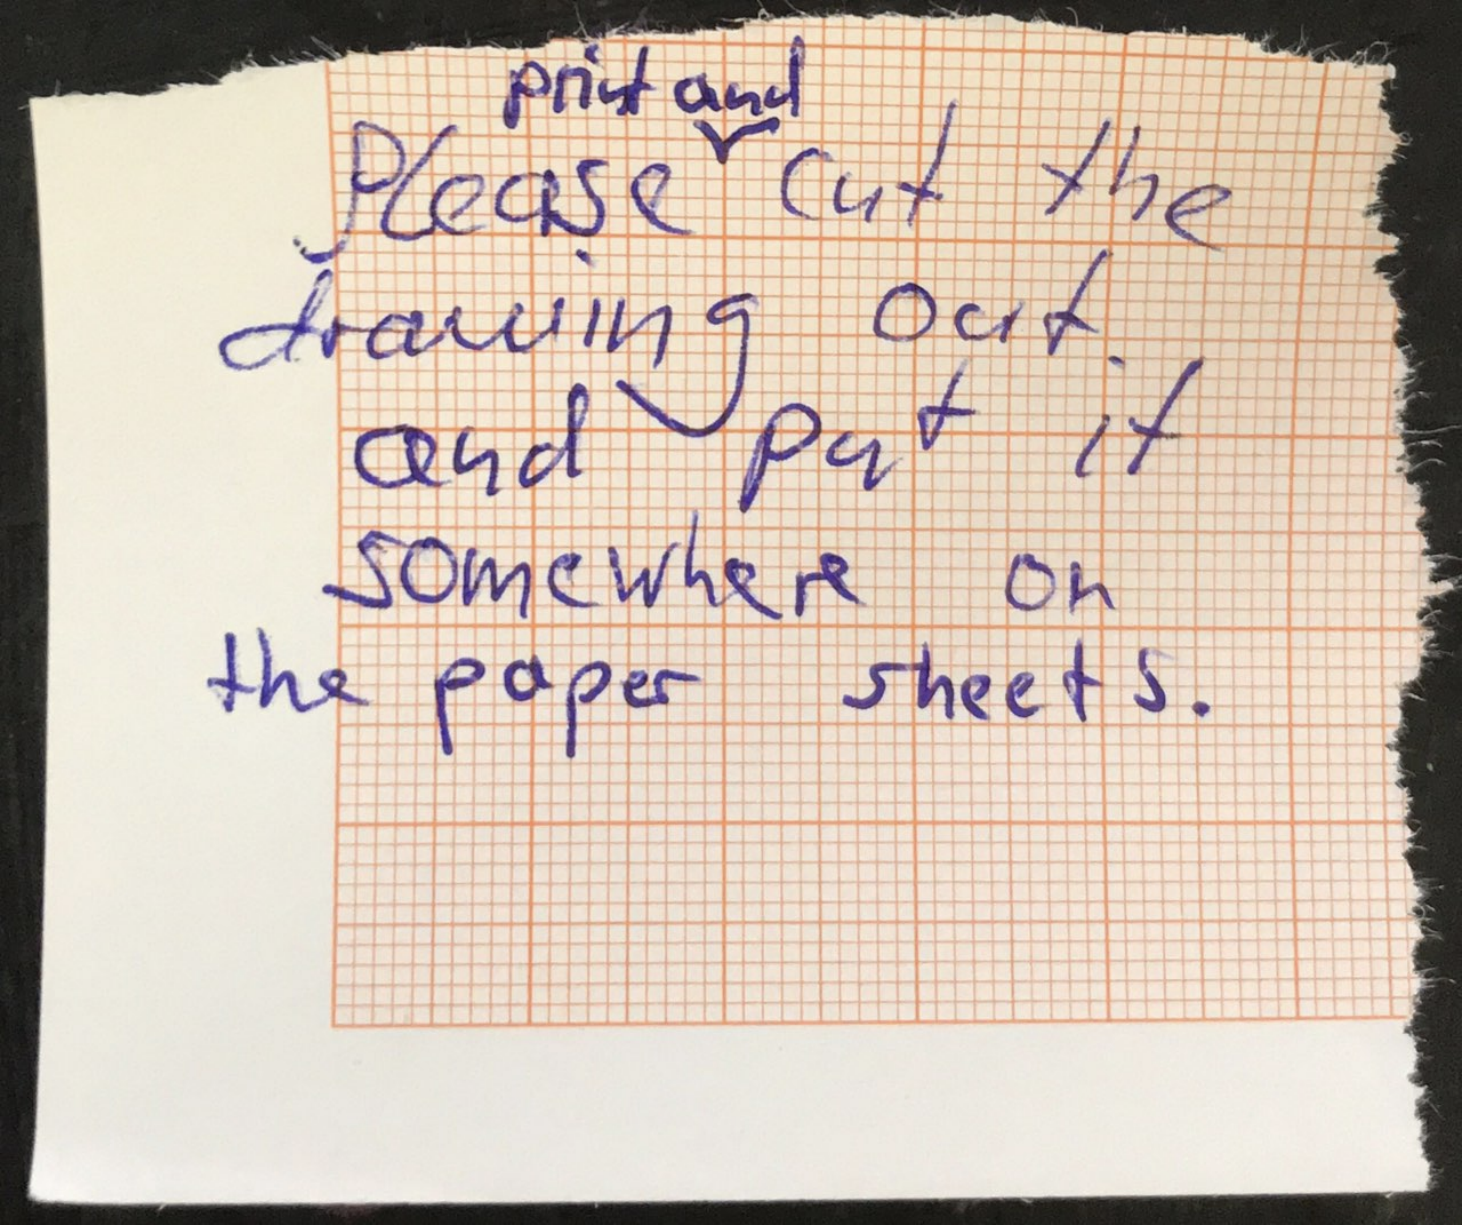 print and
Please cut the
drawing out.
and put it
somewhere on
the paper sheets.